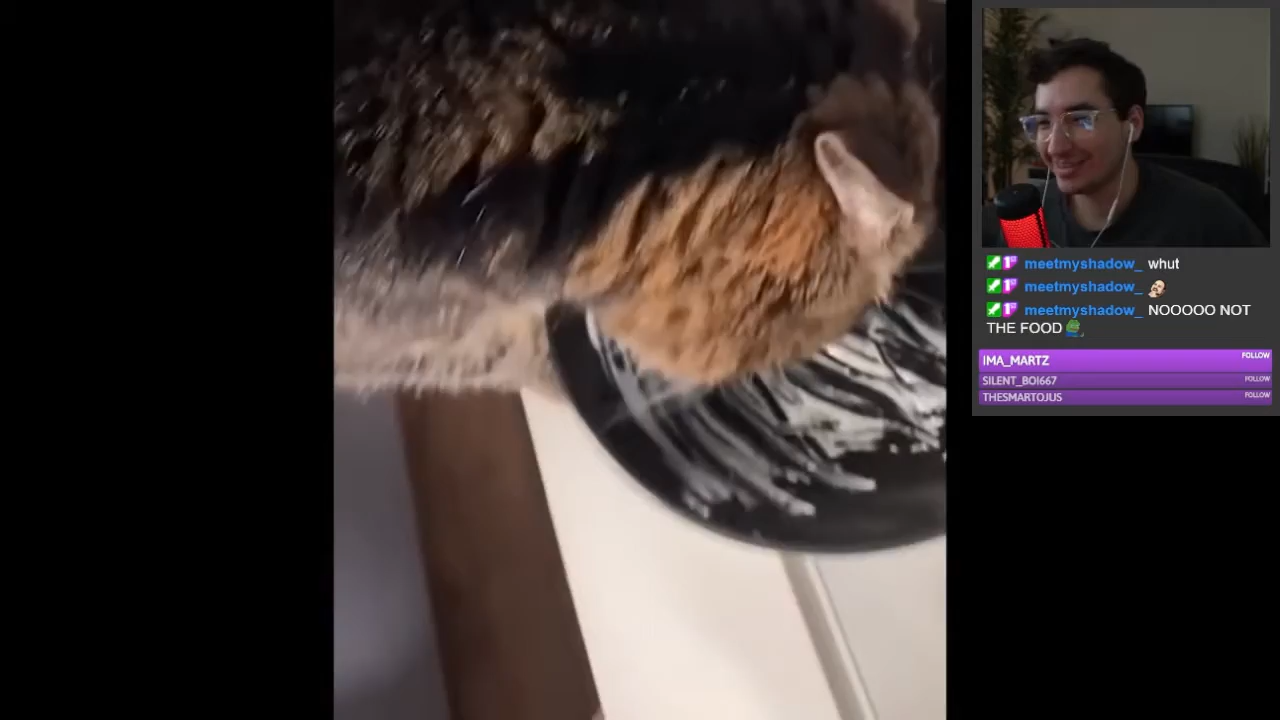 meetmyshadow_ whut
meetmyshadow_
meetmyshadow_ NOOOOO NOT
THE FOOD
IMA_MARTZ FOLLOW
SILENT_BOI667 FOLLOW
THESMARTOJUS FOLLOW